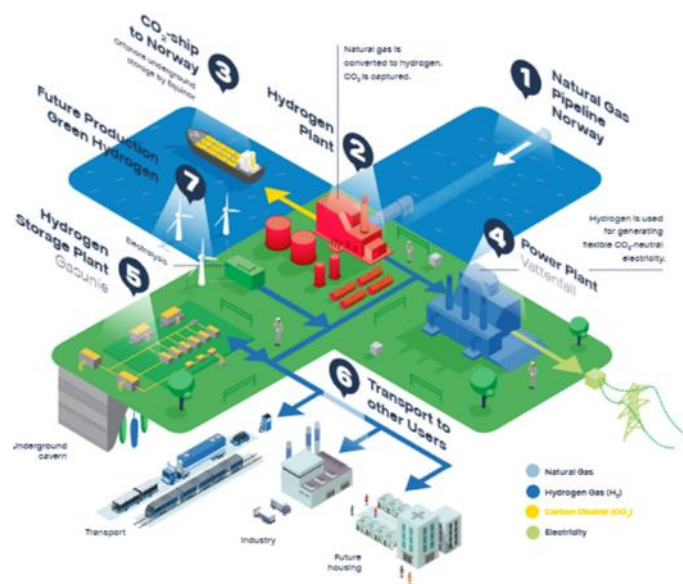 CO₂-ship
to Norway
Offshore underground
storage by Equinor
3
Natural gas is
converted to hydrogen.
CO₂ is captured.
1
Natural Gas
Pipeline
Norway
Hydrogen
Plant
2
Future Production
Green Hydrogen
7
Electrolysis
Hydrogen
Storage Plant
Gasunie
5
Hydrogen is used
for generating
flexible CO₂-neutral
electricity.
4
Power Plant
Vattenfall
6
Transport to
other Users
Underground
cavern
Transport
Industry
Future
housing
Natural Gas
Hydrogen Gas (H₂)
Carbon Dioxide (CO₂)
Electricity